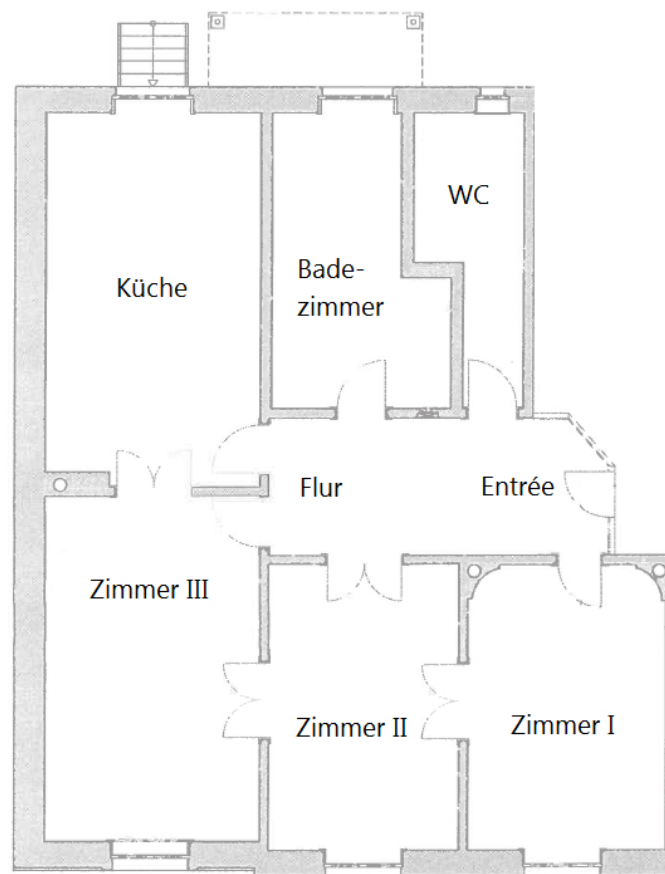 WC
Küche
Bade-
zimmer
Flur
Entrée
Zimmer III
Zimmer II
Zimmer I